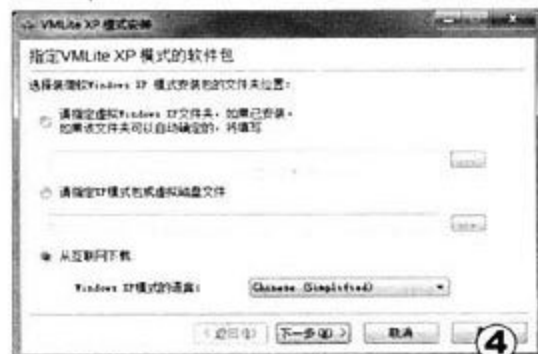 VMLite XP 模式安装
指定VMLite XP 模式的软件包
选择装载Windows XP 模式安装包的文件夹位置:
请指定虚拟Windows XP文件夹,如果已安装,
如果该文件夹可以自动确定的,将填写
...
请指定XP模式包或虚拟磁盘文件
...
从互联网下载
Windows XP模式的语言: Chinese (Simplified)
下一步(N) > 取消
④